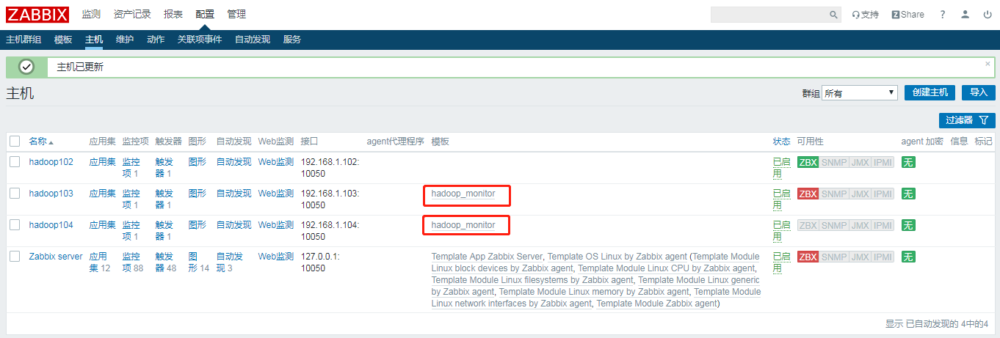 ZABBIX 监测 资产记录 报表 配置 管理 支持 Z Share ?
主机群组 模板 主机 维护 动作 关联项事件 自动发现 服务
主机已更新 ×
主机 群组 所有 创建主机 导入
过滤器
名称 应用集 监控项 触发器 图形 自动发现 Web监测 接口 agent代理程序 模板 状态 可用性 agent 加密 信息 标记
hadoop102 应用集 监控 触发 图形 自动发现 Web监测 192.168.1.102: 已启 ZBX SNMP JMX IPMI 无
项 1 器 1 10050 用
hadoop103 应用集 监控 触发 图形 自动发现 Web监测 192.168.1.103: hadoop_monitor 已启 ZBX SNMP JMX IPMI 无
项 1 器 1 10050 用
hadoop104 应用集 监控 触发 图形 自动发现 Web监测 192.168.1.104: hadoop_monitor 已启 ZBX SNMP JMX IPMI 无
项 1 器 1 10050 用
Zabbix server 应用 监控 触发 图 自动发 Web监测 127.0.0.1: Template App Zabbix Server, Template OS Linux by Zabbix agent (Template Module 已启 ZBX SNMP JMX IPMI 无
集 12 项 88 器 48 形 14 现 3 10050 Linux block devices by Zabbix agent, Template Module Linux CPU by Zabbix agent, 用
Template Module Linux filesystems by Zabbix agent, Template Module Linux generic
by Zabbix agent, Template Module Linux memory by Zabbix agent, Template Module
Linux network interfaces by Zabbix agent, Template Module Zabbix agent)
显示 已自动发现的 4中的4